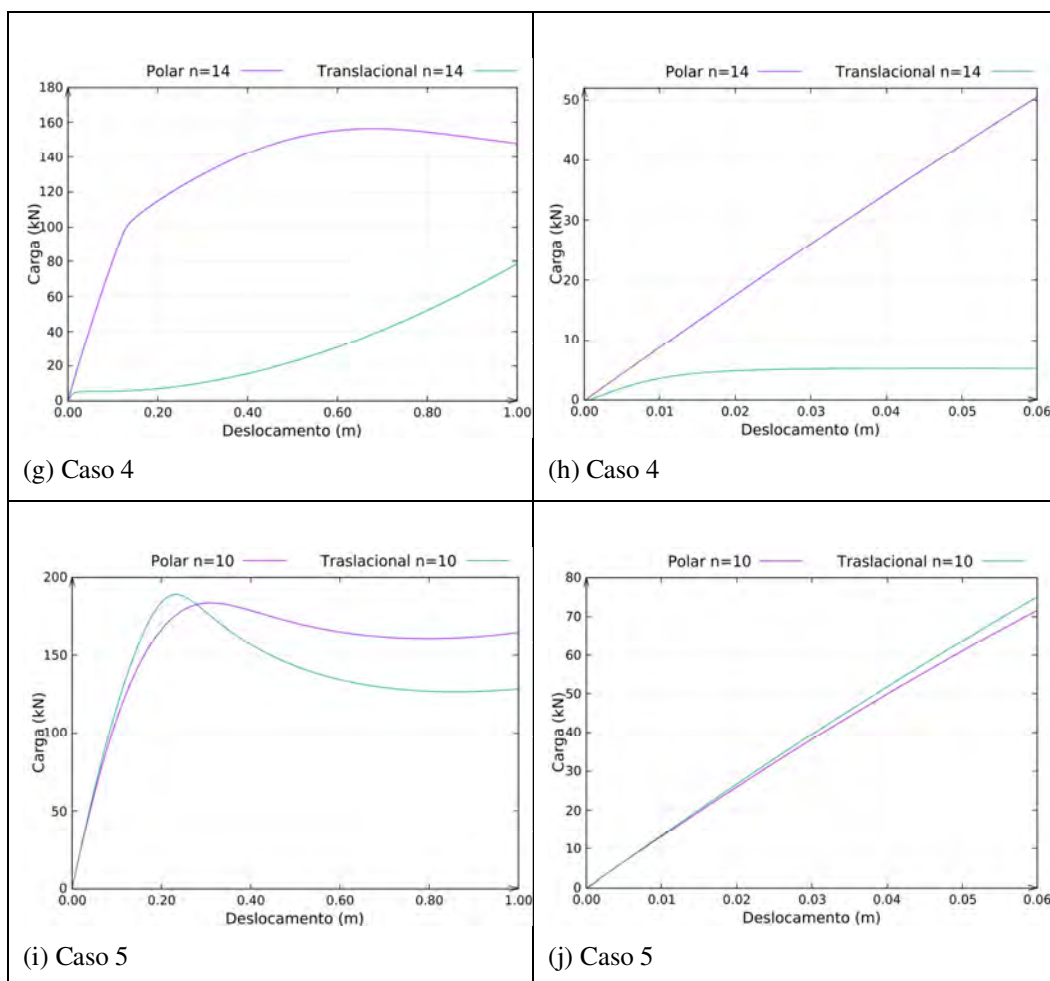 Polar n=14 Translacional n=14
180
160
140
120
100
80
60
40
20
0
Carga (kN)
0.00 0.20 0.40 0.60 0.80 1.00
Deslocamento (m)
(g) Caso 4
Polar n=14 Translacional n=14
50
40
30
20
10
0
Carga (kN)
0.00 0.01 0.02 0.03 0.04 0.05 0.06
Deslocamento (m)
(h) Caso 4
Polar n=10 Traslacional n=10
200
150
100
50
0
Carga (kN)
0.00 0.20 0.40 0.60 0.80 1.00
Deslocamento (m)
(i) Caso 5
Polar n=10 Traslacional n=10
80
70
60
50
40
30
20
10
0
Carga (kN)
0.00 0.01 0.02 0.03 0.04 0.05 0.06
Deslocamento (m)
(j) Caso 5